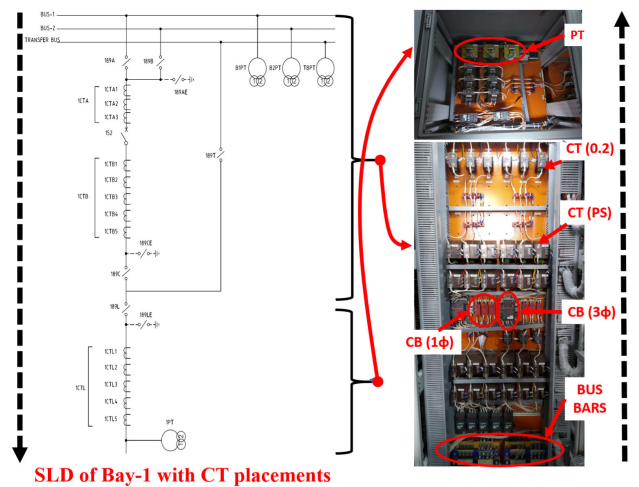 BUS-1
BUS-2
TRANSFER BUS
189A
189B
B1PT
B2PT
TBPT
189AE
1CTA
1CTA1
1CTA2
1CTA3
152
189T
1CTB
1CTB1
1CTB2
1CTB3
1CTB4
1CTB5
189CE
189C
189L
189LE
1CTL
1CTL1
1CTL2
1CTL3
1CTL4
1CTL5
1PT
SLD of Bay-1 with CT placements
PT
CT (0.2)
CT (PS)
CB (3ϕ)
CB (1ϕ)
BUS
BARS